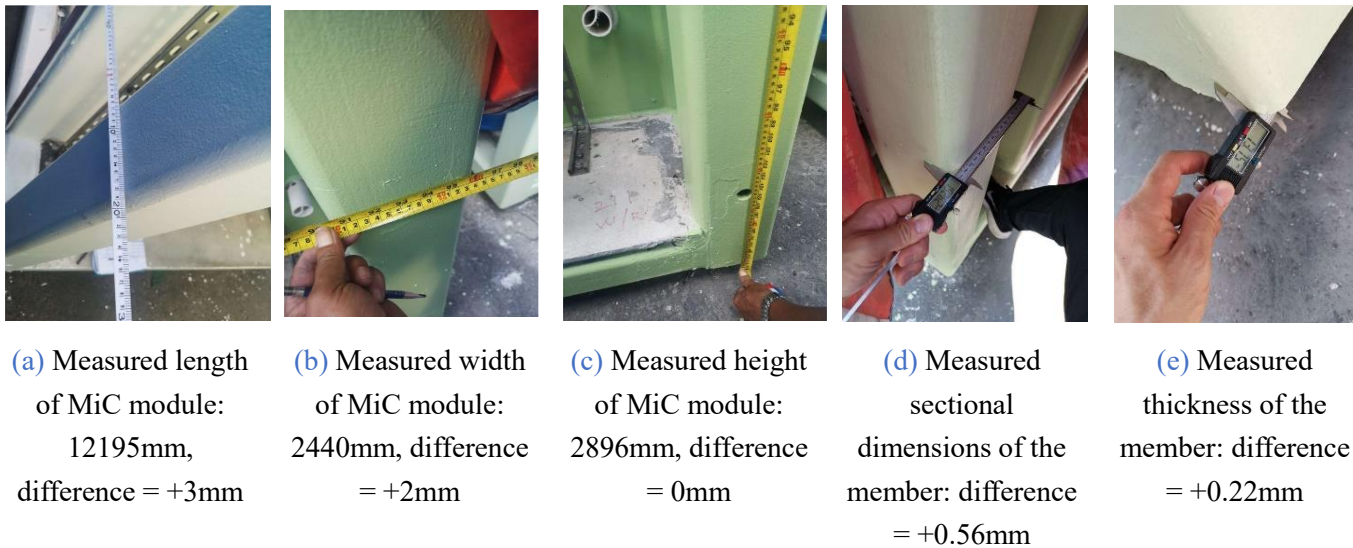 (a) Measured length
of MiC module:
12195mm,
difference = +3mm
(b) Measured width
of MiC module:
2440mm, difference
= +2mm
(c) Measured height
of MiC module:
2896mm, difference
= 0mm
(d) Measured
sectional
dimensions of the
member: difference
= +0.56mm
(e) Measured
thickness of the
member: difference
= +0.22mm